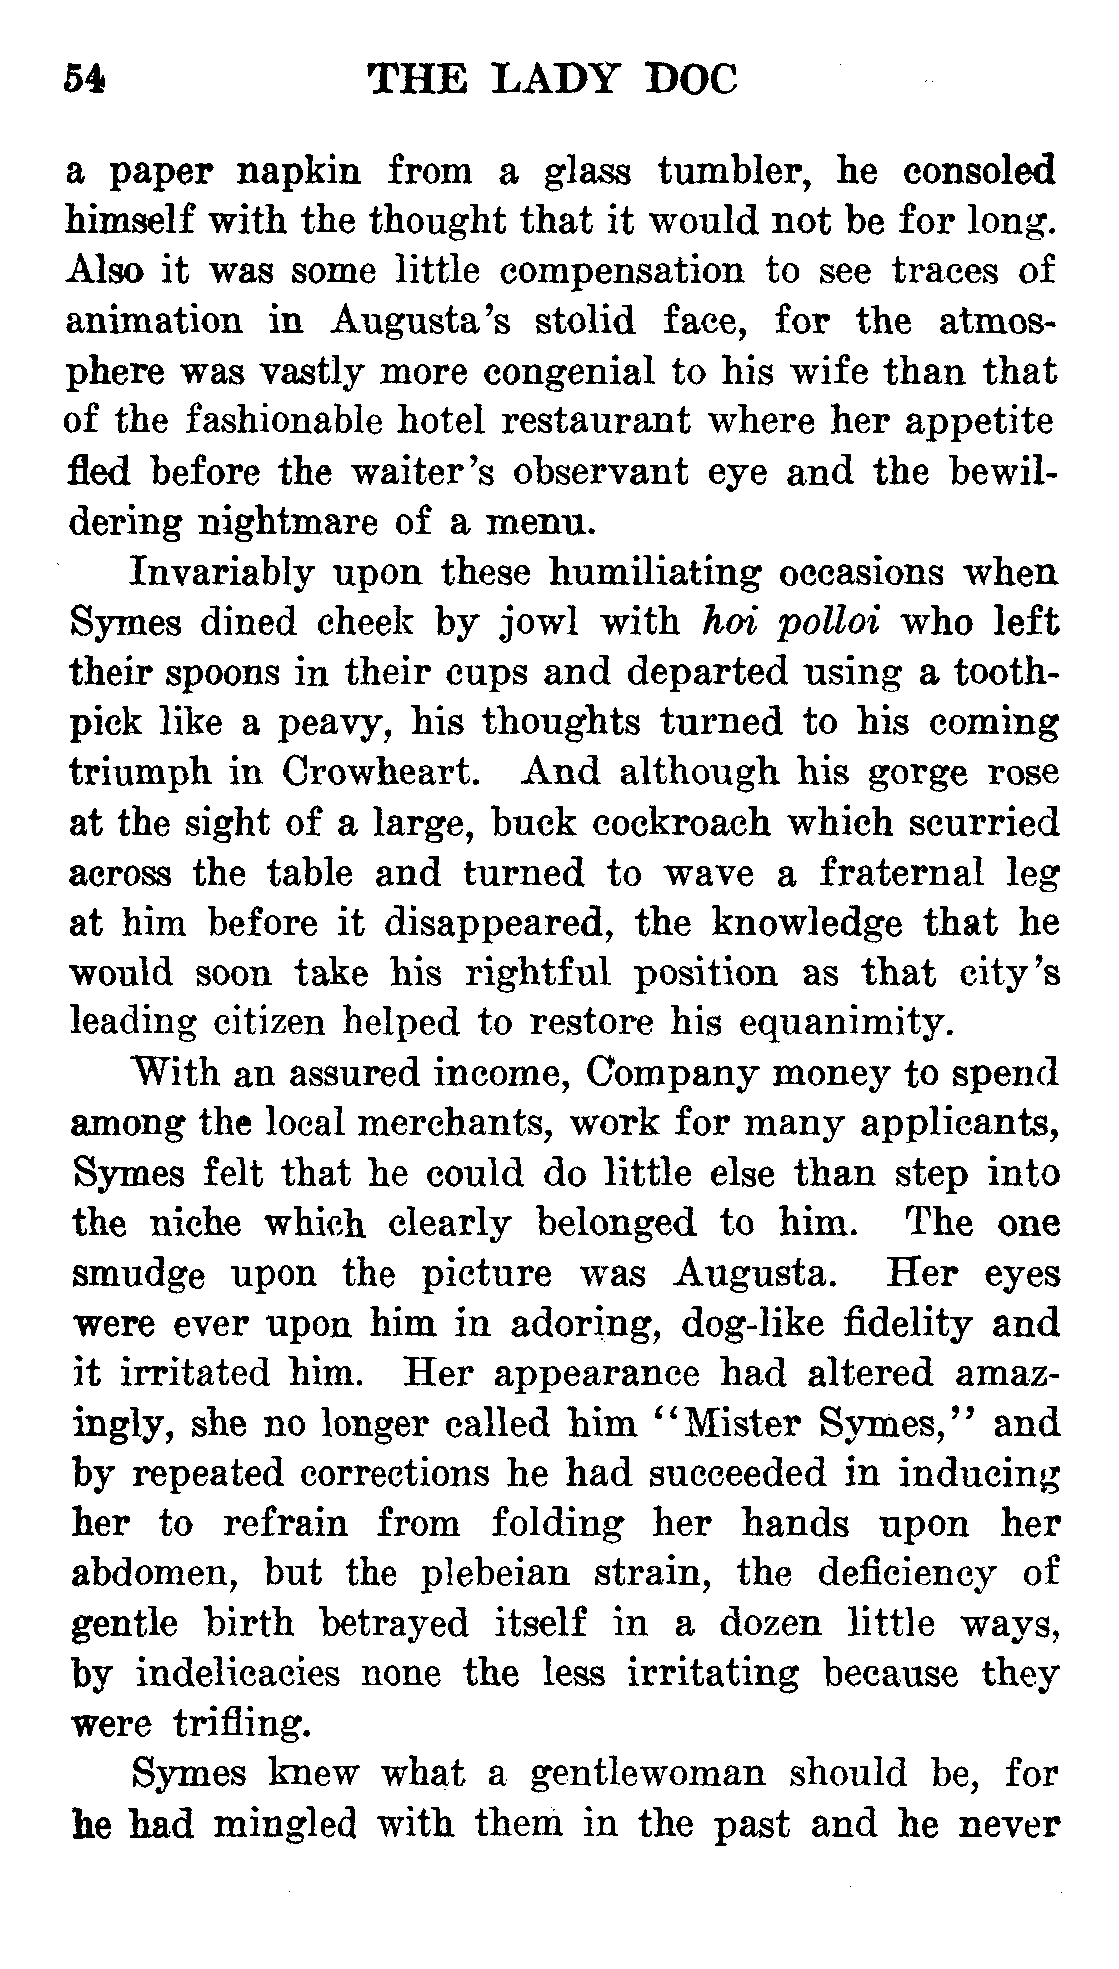 54 THE LADY DOC
a paper napkin from a glass tumbler, he consoled
himself with the thought that it would not be for long.
Also it was some little compensation to see traces of
animation in Augusta's stolid face, for the atmos-
phere was vastly more congenial to his wife than that
of the fashionable hotel restaurant where her appetite
fled before the waiter's observant eye and the bewil-
dering nightmare of a menu.
Invariably upon these humiliating occasions when
Symes dined cheek by jowl with hoi polloi who left
their spoons in their cups and departed using a tooth-
pick like a peavy, his thoughts turned to his coming
triumph in Crowheart. And although his gorge rose
at the sight of a large, buck cockroach which scurried
across the table and turned to wave a fraternal leg
at him before it disappeared, the knowledge that he
would soon take his rightful position as that city's
leading citizen helped to restore his equanimity.
With an assured income, Company money to spend
among the local merchants, work for many applicants,
Symes felt that he could do little else than step into
the niche which clearly belonged to him. The one
smudge upon the picture was Augusta. Her eyes
were ever upon him in adoring, dog-like fidelity and
it irritated him. Her appearance had altered amaz-
ingly, she no longer called him "Mister Symes," and
by repeated corrections he had succeeded in inducing
her to refrain from folding her hands upon her
abdomen, but the plebeian strain, the deficiency of
gentle birth betrayed itself in a dozen little ways,
by indelicacies none the less irritating because they
were trifling.
Symes knew what a gentlewoman should be, for
he had mingled with them in the past and he never